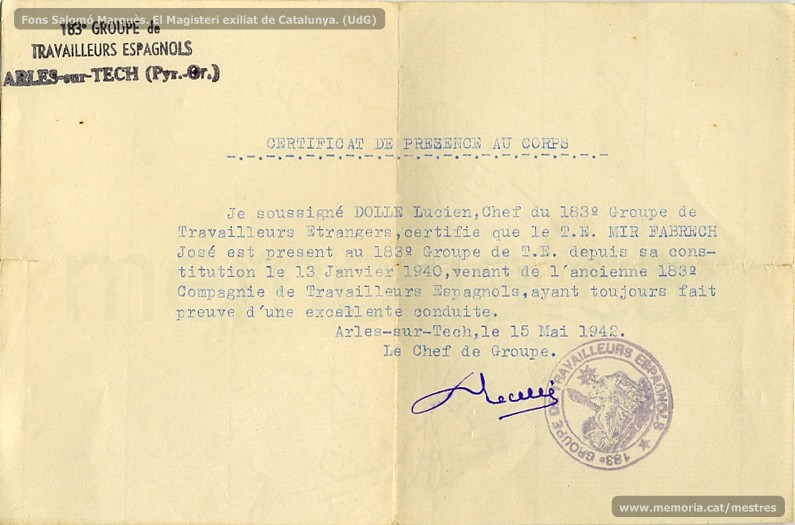 Fons Salomó Marquès. El Magisteri exiliat de Catalunya. (UdG)
183e GROUPE de
TRAVAILLEURS ESPAGNOLS
ARLES-sur-TECH (Pyr.-Or.)
CERTIFICAT DE PRESENCE AU CORPS
Je soussigné DOLLE Lucien,Chef du 183º Groupe de
Travailleurs Etrangers,certifie que le T.E. MIR FABRECH
José est present au 183º Groupe de T.E. depuis sa cons-
titution le 13 Janvier 1940,venant de l'ancienne 183º
Compagnie de Travailleurs Espagnols,ayant toujours fait
preuve d'une excellente conduite.
Arles-sur-Tech,le 15 Mai 1942.
Le Chef de Groupe.
183e GROUPE DE TRAVAILLEURS ESPAGNOLS
www.memoria.cat/mestres